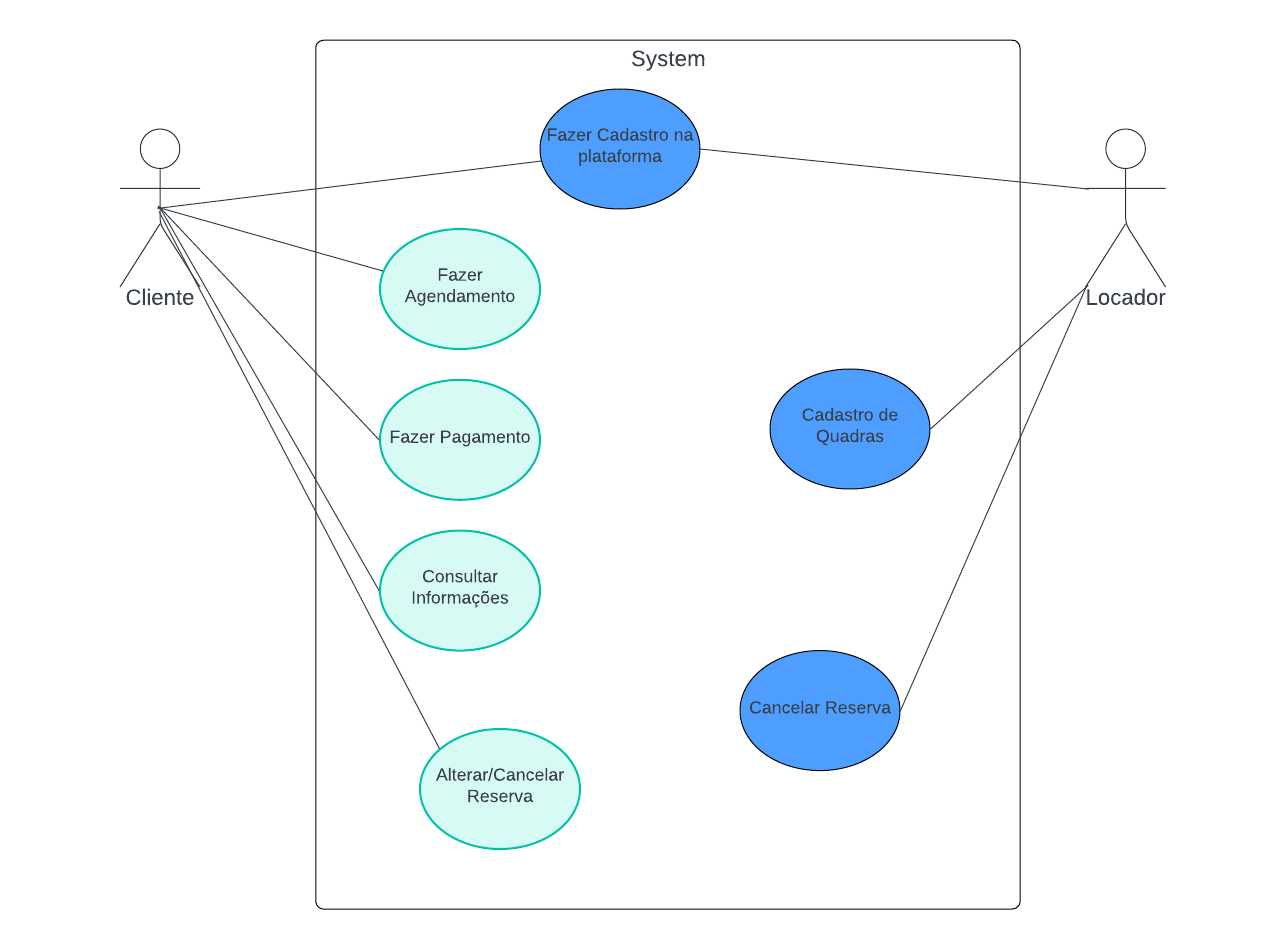 System
Fazer Cadastro na
plataforma
Cliente
Locador
Fazer
Agendamento
Fazer Pagamento
Cadastro de
Quadras
Consultar
Informações
Cancelar Reserva
Alterar/Cancelar
Reserva